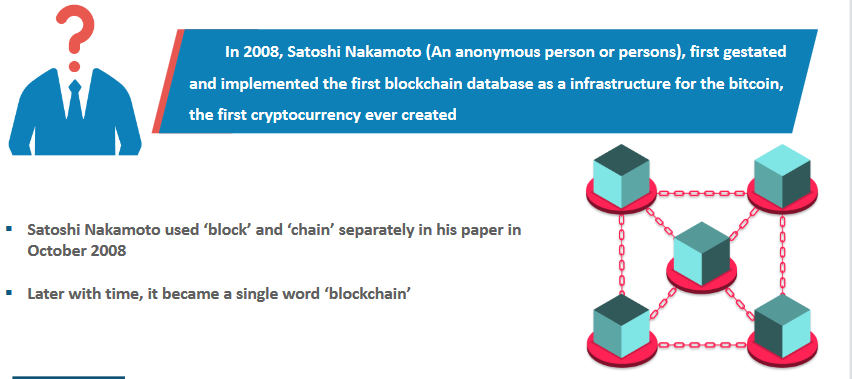 ?
In 2008, Satoshi Nakamoto (An anonymous person or persons), first gestated
and implemented the first blockchain database as a infrastructure for the bitcoin,
the first cryptocurrency ever created
▪ Satoshi Nakamoto used ‘block’ and ‘chain’ separately in his paper in
October 2008
▪ Later with time, it became a single word ‘blockchain’